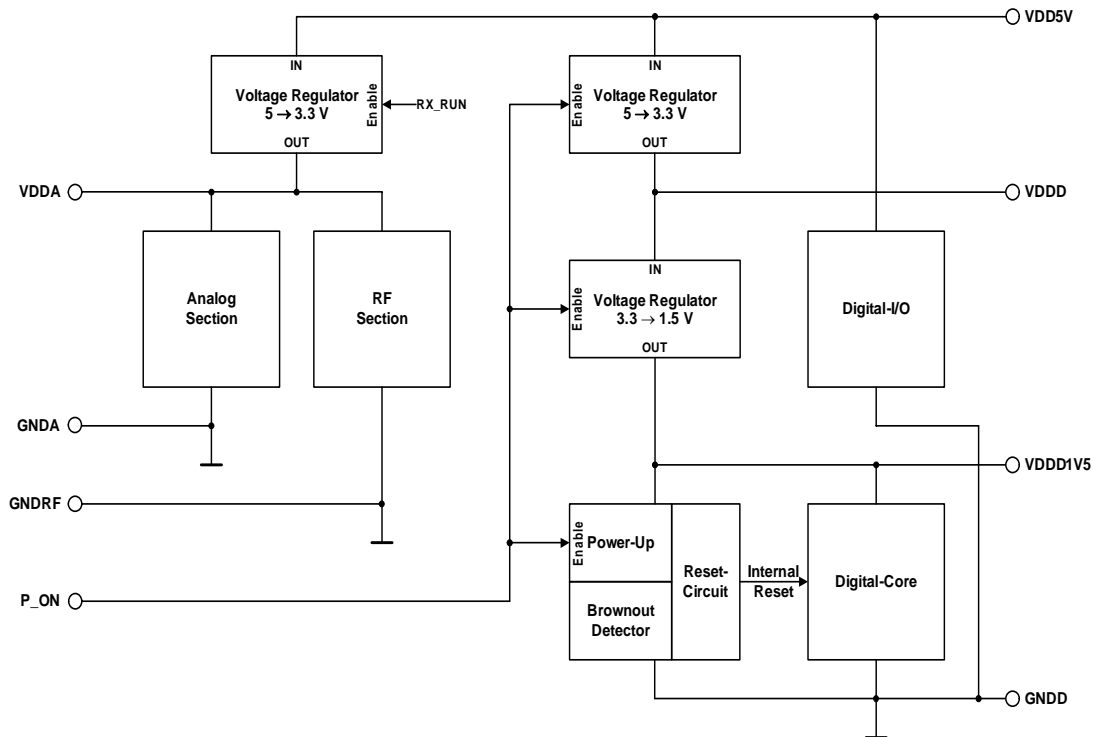 VDD5V
IN
Voltage Regulator
5 → 3.3 V
Enable
RX_RUN
OUT
IN
Enable
Voltage Regulator
5 → 3.3 V
OUT
VDDA
VDDD
Analog
Section
RF
Section
IN
Enable
Voltage Regulator
3.3 → 1.5 V
OUT
Digital-I/O
GNDA
VDDD1V5
GNDRF
Enable
Power-Up
Brownout
Detector
Reset-
Circuit
Internal
Reset
Digital-Core
P_ON
GNDD